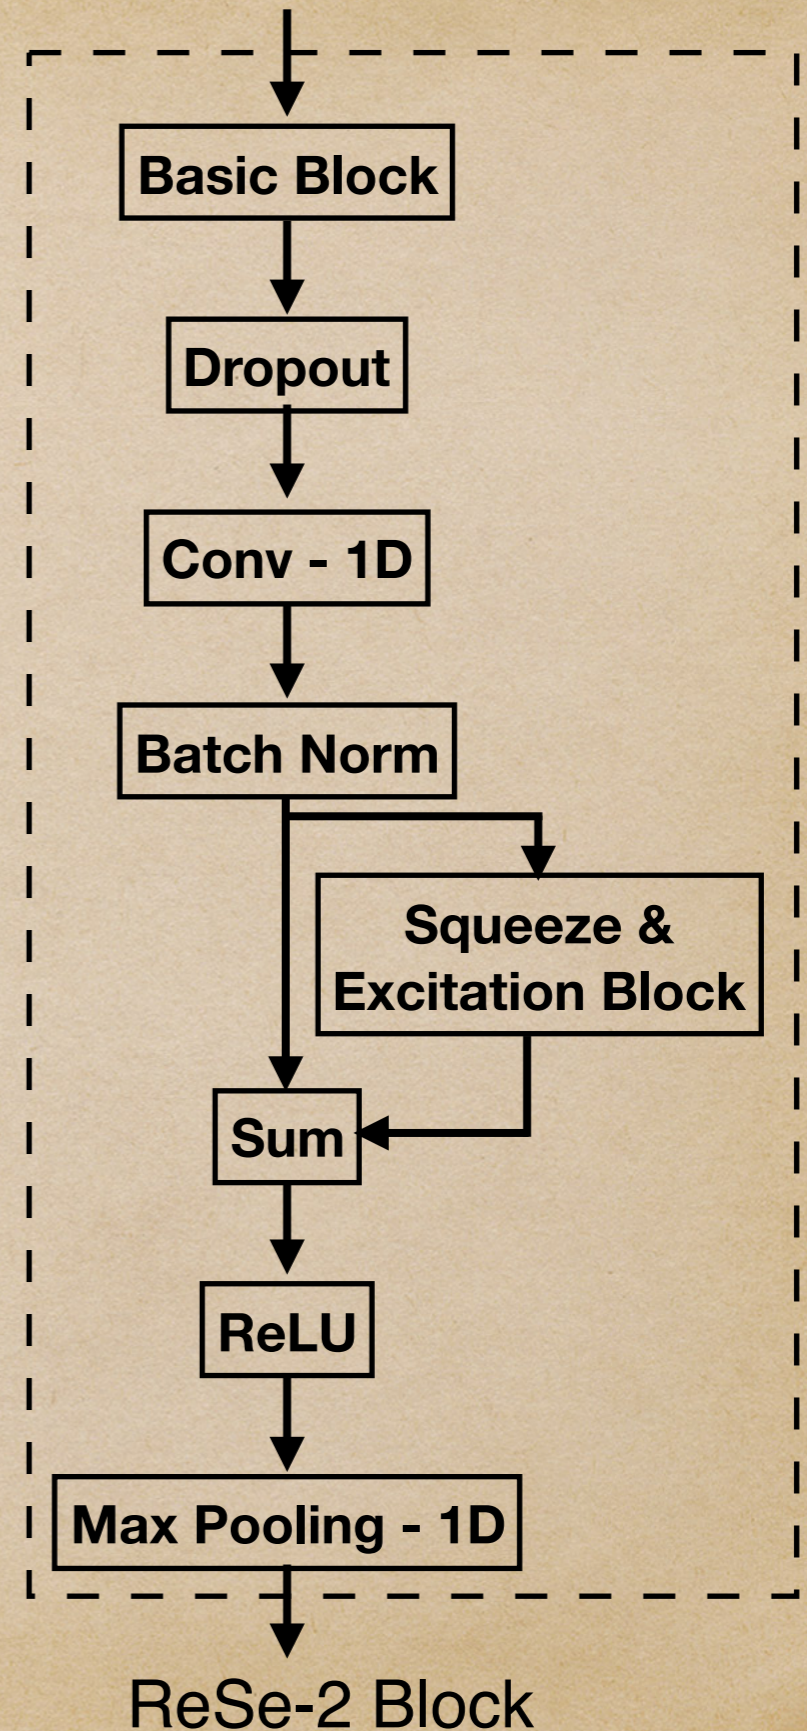 Basic Block
Dropout
Conv - 1D
Batch Norm
Squeeze &
Excitation Block
Sum
ReLU
Max Pooling - 1D
ReSe-2 Block